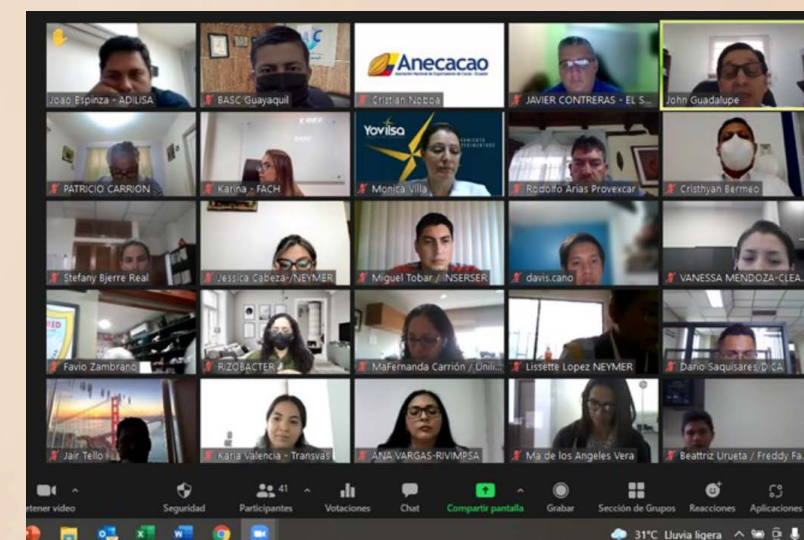 Joao Espinza - ADILISA
BASC Guayaquil
Anecacao
Asociación Nacional de Exportadores de Cacao - Ecuador
Cristian Noboa
JAVIER CONTRERAS - EL S...
John Guadalupe
PATRICIO CARRION
Karina - FACH
Yovilsa
Monica Villa
Rodolfo Arias Provexcar
Cristhyan Bermeo
Stefany Bjerre Real
Jessica Cabeza-/NEYMER
Miguel Tobar / INSERSER
davis.cano
VANESSA MENDOZA-CLEA...
Favio Zambrano
RIZOBACTER
MaFernanda Carrión / Unili...
Lissette Lopez NEYMER
Dario Saquisares/DICA
Jair Tello
Karla Valencia - Transvas
ANA VARGAS-RIVIMPSA
Ma de los Angeles Vera
Beattriz Urueta / Freddy Fa...
etener video
Seguridad
Participantes
41
Votaciones
Chat
Compartir pantalla
Grabar
Sección de Grupos
Reacciones
Aplicaciones
31°C Lluvia ligera